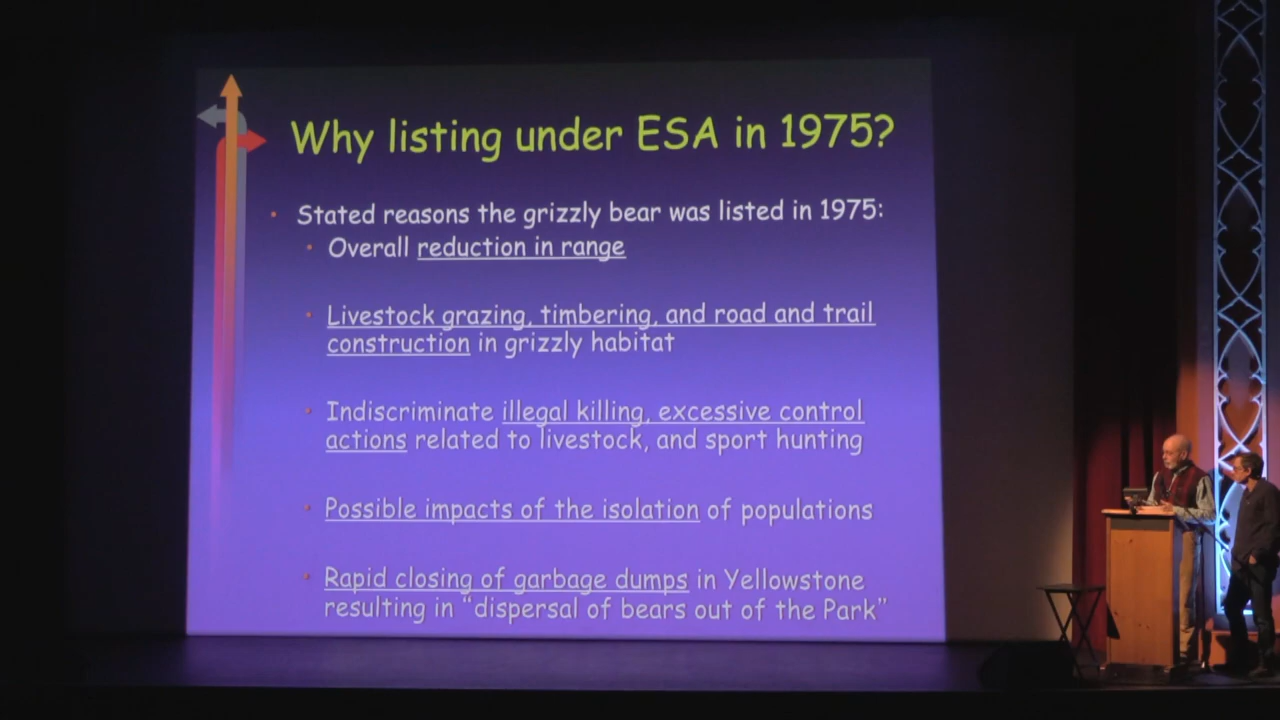 Why listing under ESA in 1975?
• Stated reasons the grizzly bear was listed in 1975:
• Overall reduction in range
• Livestock grazing, timbering, and road and trail
construction in grizzly habitat
• Indiscriminate illegal killing, excessive control
actions related to livestock, and sport hunting
• Possible impacts of the isolation of populations
• Rapid closing of garbage dumps in Yellowstone
resulting in “dispersal of bears out of the Park”